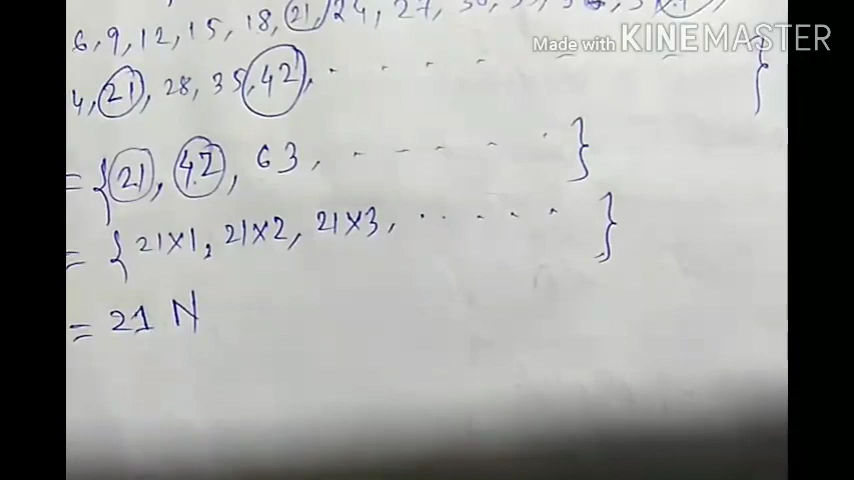 6, 9, 12, 15, 18, 21, 24, 27, 30,
Made with KINEMASTER
4, 21, 28, 35, 42, . . . . . . }
= { 21, 42, 63, . . . . . }
= { 21×1, 21×2, 21×3, . . . . . }
= 21 N